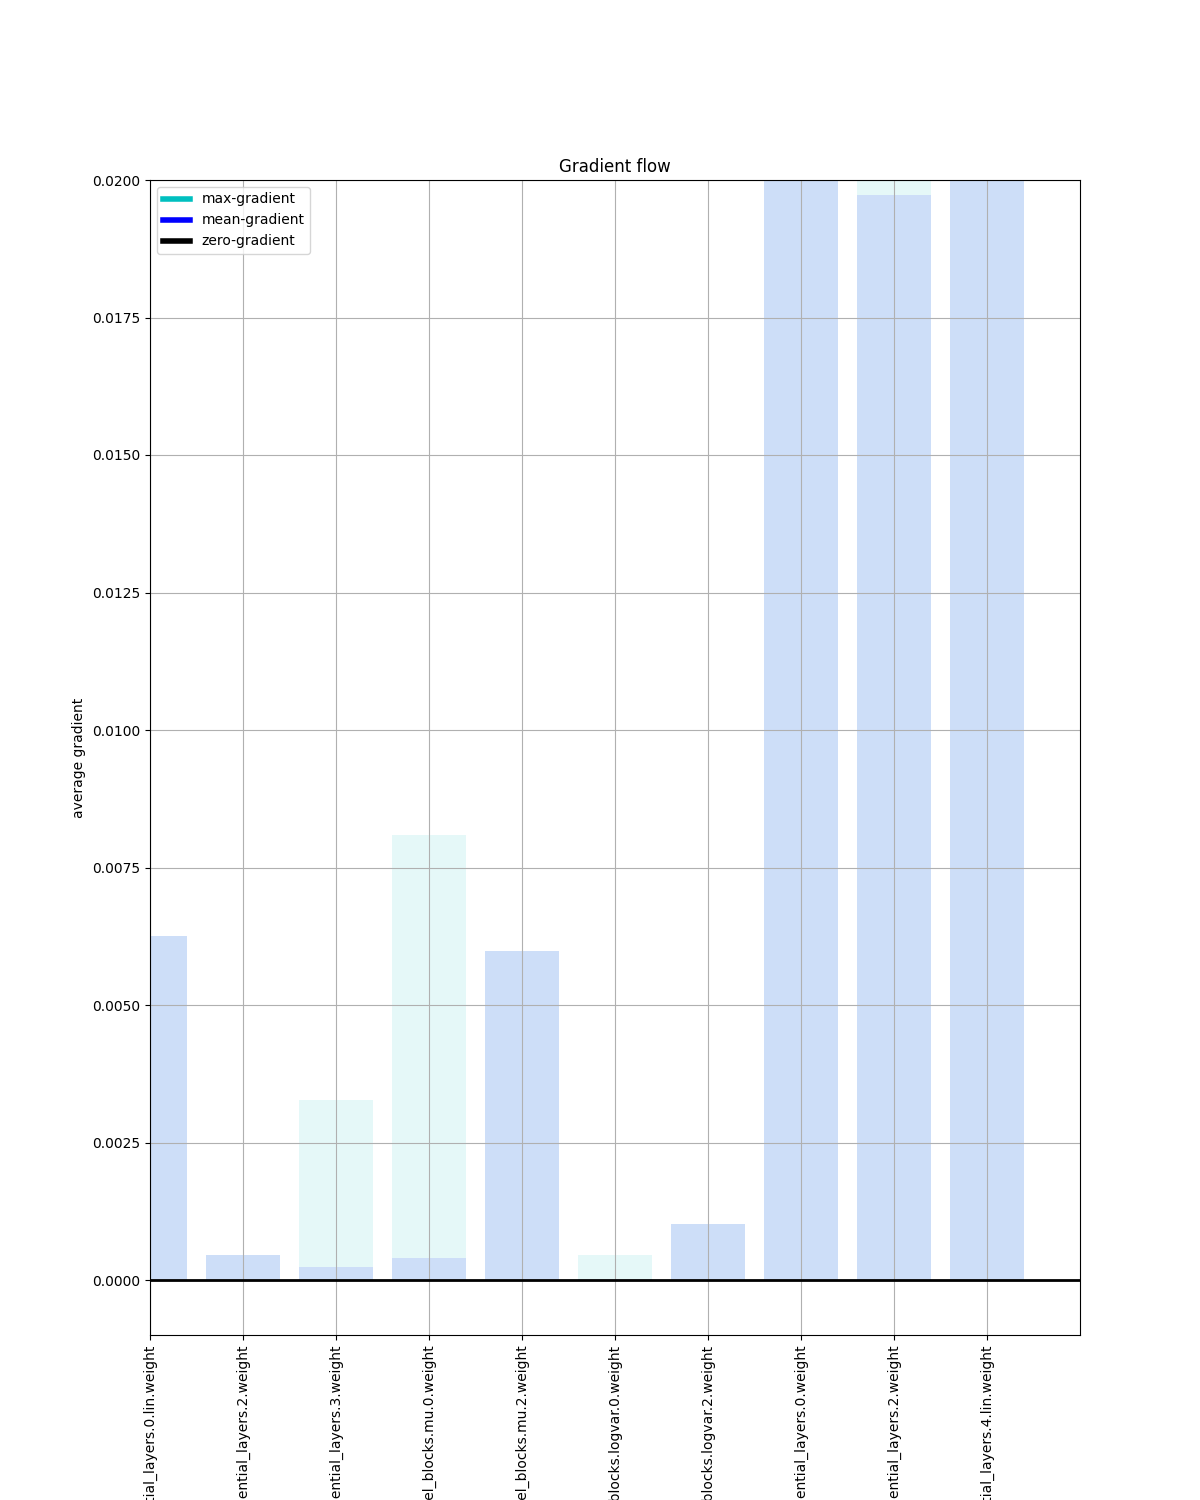 Gradient flow
max-gradient
mean-gradient
zero-gradient
0.0200
0.0175
0.0150
0.0125
0.0100
0.0075
0.0050
0.0025
0.0000
average gradient
tial_layers.0.lin.weight
ential_layers.2.weight
ential_layers.3.weight
el_blocks.mu.0.weight
el_blocks.mu.2.weight
blocks.logvar.0.weight
blocks.logvar.2.weight
ential_layers.0.weight
ential_layers.2.weight
tial_layers.4.lin.weight